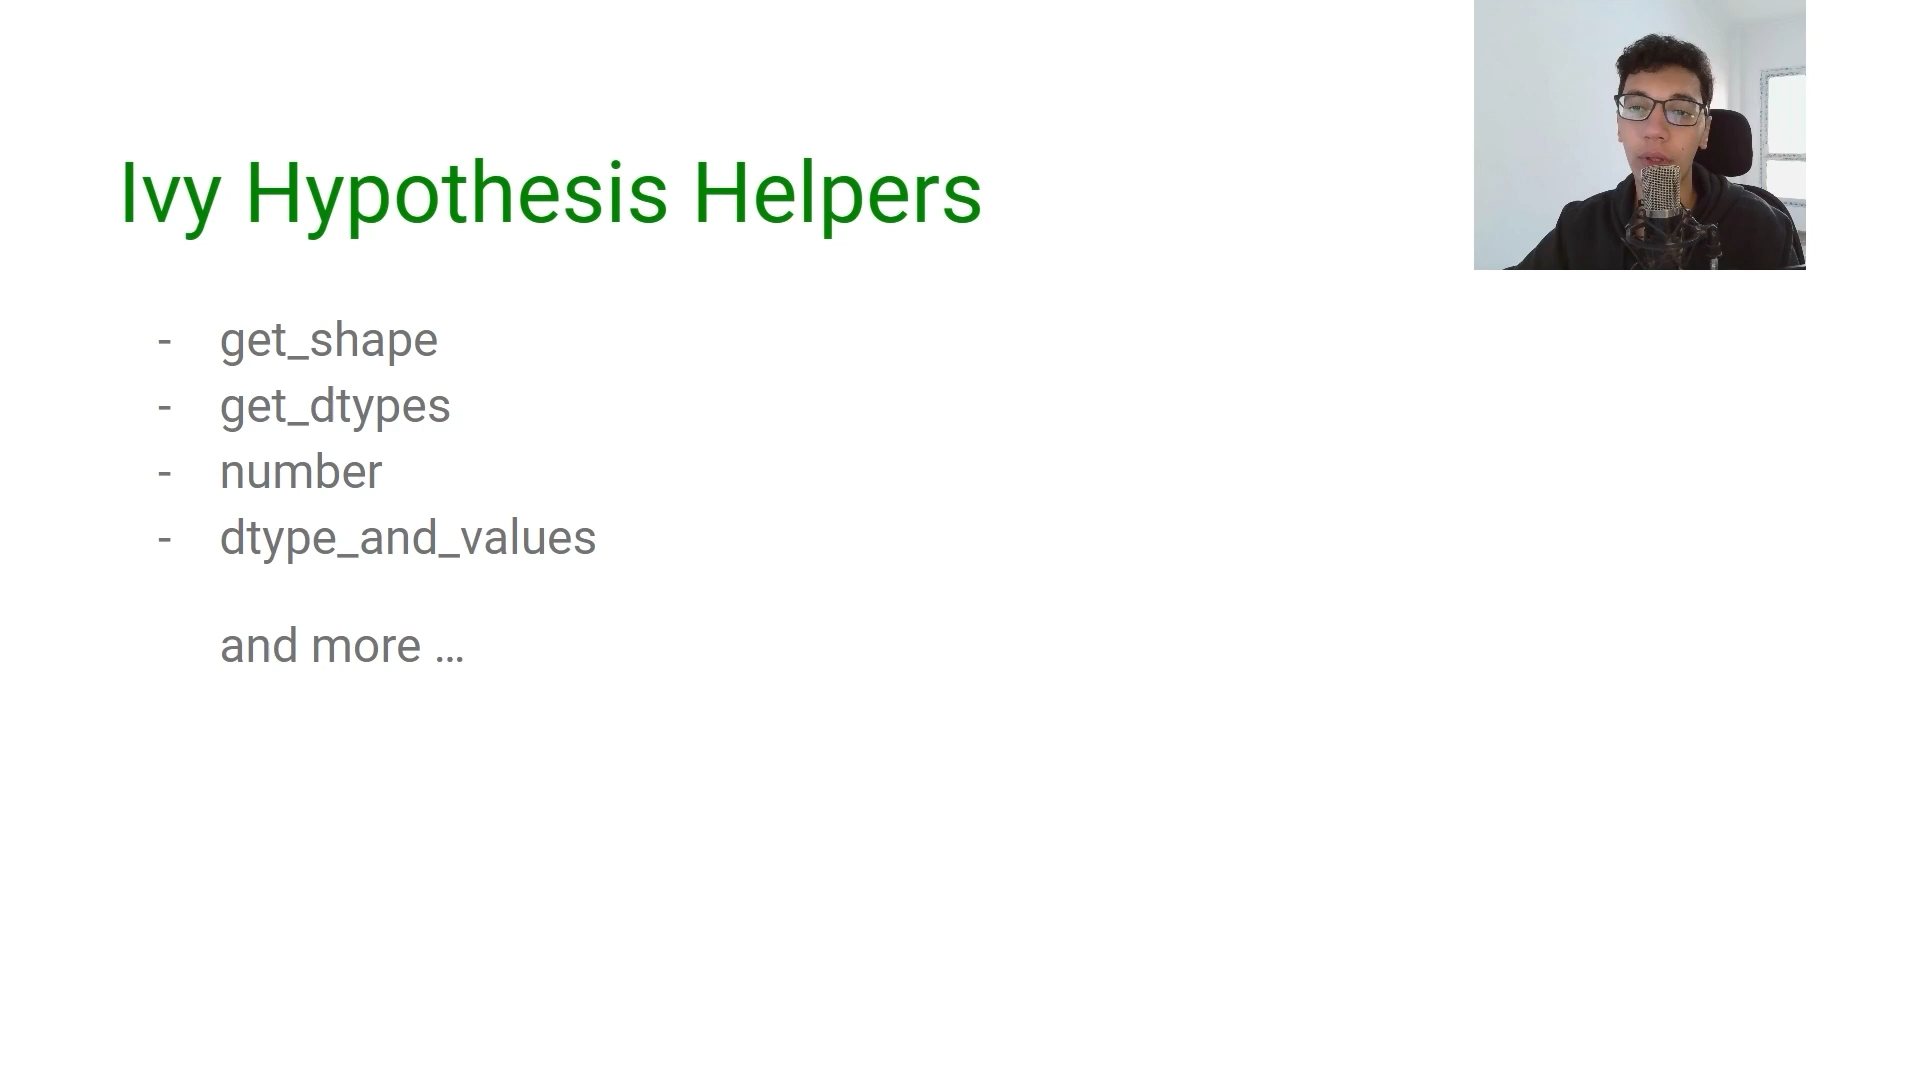 Ivy Hypothesis Helpers
- get_shape
- get_dtypes
- number
- dtype_and_values
and more ...